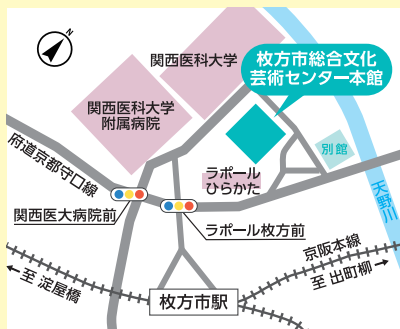 N
関西医科大学
枚方市総合文化
芸術センター本館
関西医科大学
附属病院
別館
ラポール
ひらかた
府道京都守口線
天野川
関西医大病院前
ラポール枚方前
京阪本線
至 出町柳
至 淀屋橋
枚方市駅